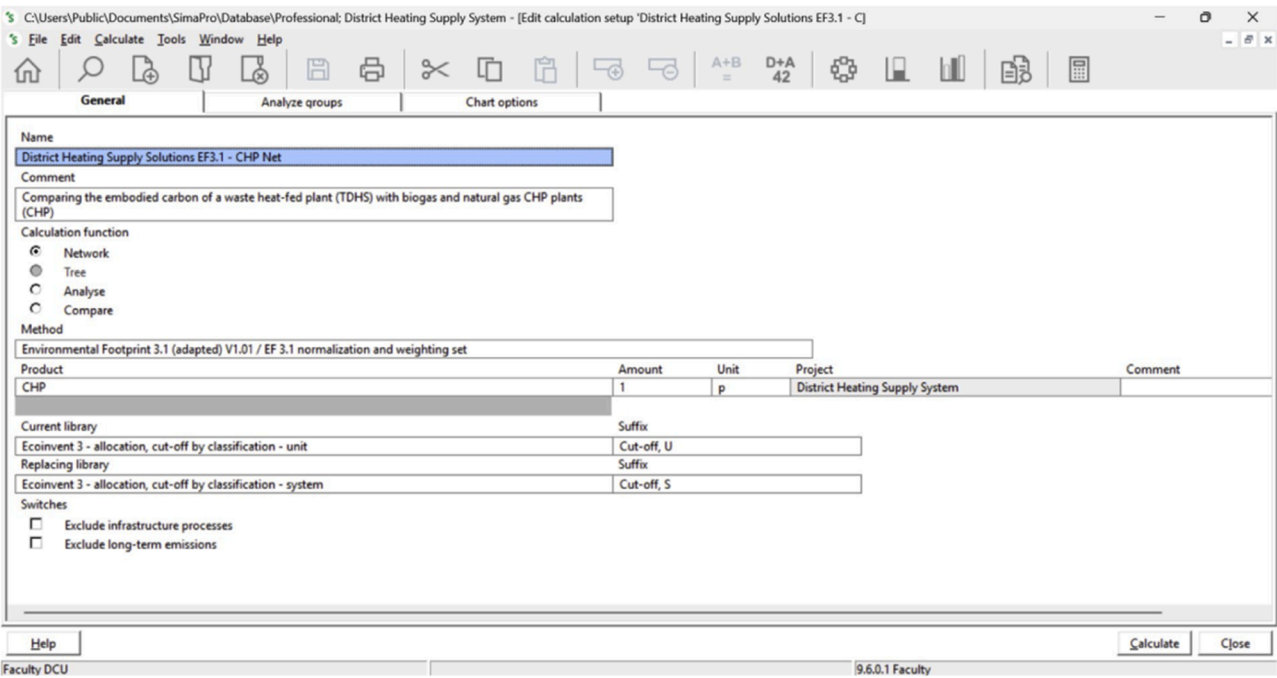 C:\Users\Public\Documents\SimaPro\Database\Professional; District Heating Supply System - [Edit calculation setup 'District Heating Supply Solutions EF3.1 - C]
File Edit Calculate Tools Window Help
A+B
=
D+A
42
General Analyze groups Chart options
Name
District Heating Supply Solutions EF3.1 - CHP Net
Comment
Comparing the embodied carbon of a waste heat-fed plant (TDHS) with biogas and natural gas CHP plants
(CHP)
Calculation function
Network
Tree
Analyse
Compare
Method
Environmental Footprint 3.1 (adapted) V1.01 / EF 3.1 normalization and weighting set
Product Amount Unit Project Comment
CHP 1 p District Heating Supply System
Current library Suffix
Ecoinvent 3 - allocation, cut-off by classification - unit Cut-off, U
Replacing library Suffix
Ecoinvent 3 - allocation, cut-off by classification - system Cut-off, S
Switches
Exclude infrastructure processes
Exclude long-term emissions
Help Calculate Close
Faculty DCU 9.6.0.1 Faculty